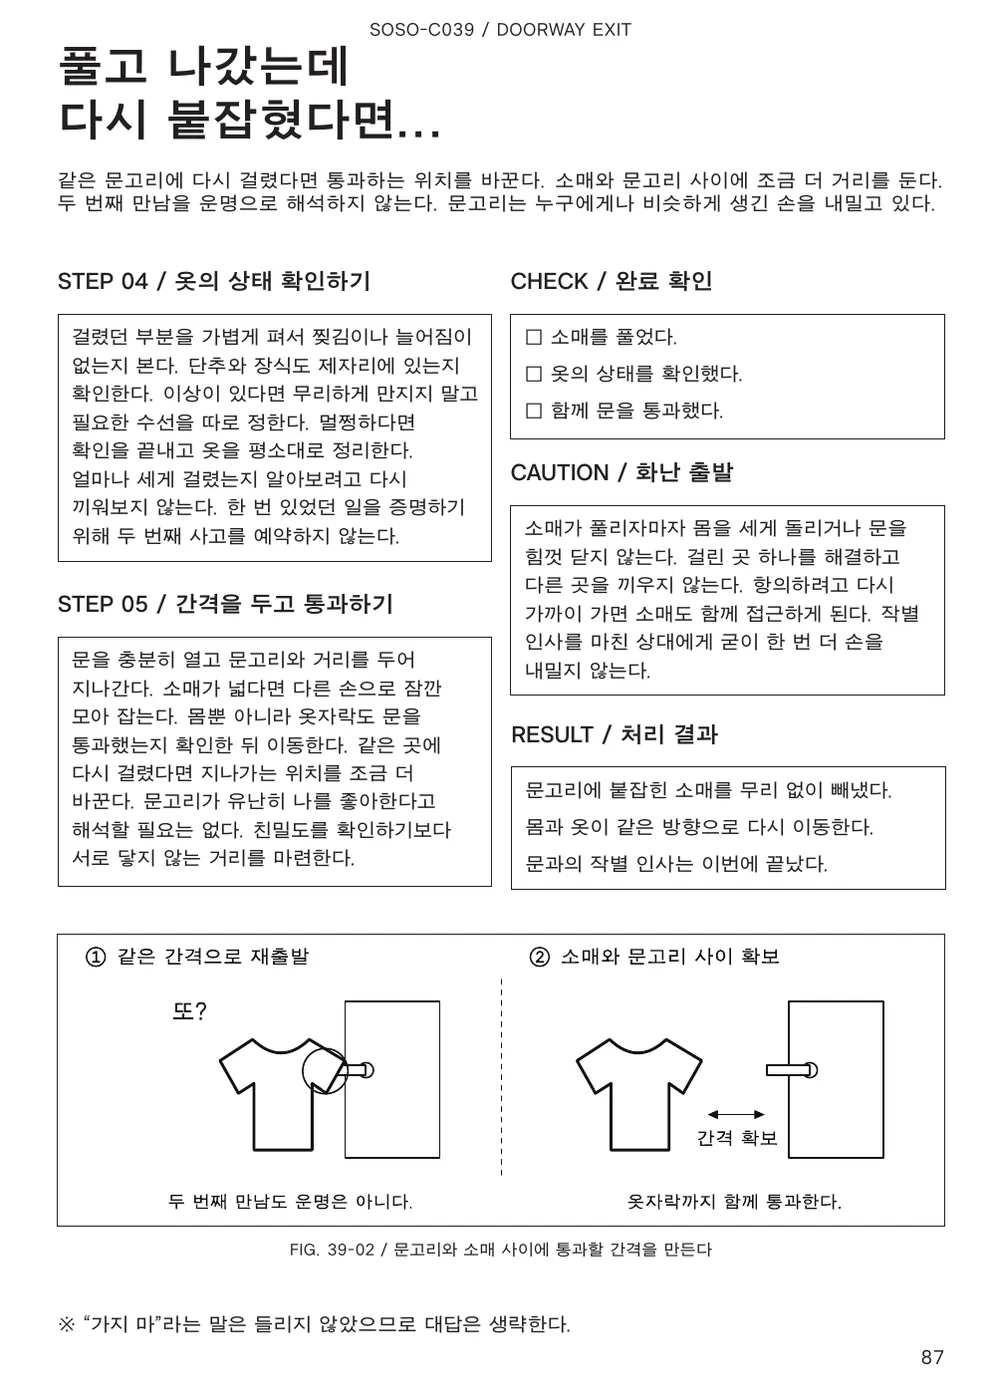 SOSO-C039 / DOORWAY EXIT
풀고 나갔는데
다시 붙잡혔다면...
같은 문고리에 다시 걸렸다면 통과하는 위치를 바꾼다. 소매와 문고리 사이에 조금 더 거리를 둔다.
두 번째 만남을 운명으로 해석하지 않는다. 문고리는 누구에게나 비슷하게 생긴 손을 내밀고 있다.
STEP 04 / 옷의 상태 확인하기
걸렸던 부분을 가볍게 펴서 찢김이나 늘어짐이
없는지 본다. 단추와 장식도 제자리에 있는지
확인한다. 이상이 있다면 무리하게 만지지 말고
필요한 수선을 따로 정한다. 멀쩡하다면
확인을 끝내고 옷을 평소대로 정리한다.
얼마나 세게 걸렸는지 알아보려고 다시
끼워보지 않는다. 한 번 있었던 일을 증명하기
위해 두 번째 사고를 예약하지 않는다.
STEP 05 / 간격을 두고 통과하기
문을 충분히 열고 문고리와 거리를 두어
지나간다. 소매가 넓다면 다른 손으로 잠깐
모아 잡는다. 몸뿐 아니라 옷자락도 문을
통과했는지 확인한 뒤 이동한다. 같은 곳에
다시 걸렸다면 지나가는 위치를 조금 더
바꾼다. 문고리가 유난히 나를 좋아한다고
해석할 필요는 없다. 친밀도를 확인하기보다
서로 닿지 않는 거리를 마련한다.
CHECK / 완료 확인
□ 소매를 풀었다.
□ 옷의 상태를 확인했다.
□ 함께 문을 통과했다.
CAUTION / 화난 출발
소매가 풀리자마자 몸을 세게 돌리거나 문을
힘껏 닫지 않는다. 걸린 곳 하나를 해결하고
다른 곳을 끼우지 않는다. 항의하려고 다시
가까이 가면 소매도 함께 접근하게 된다. 작별
인사를 마친 상대에게 굳이 한 번 더 손을
내밀지 않는다.
RESULT / 처리 결과
문고리에 붙잡힌 소매를 무리 없이 빼냈다.
몸과 옷이 같은 방향으로 다시 이동한다.
문과의 작별 인사는 이번에 끝났다.
① 같은 간격으로 재출발
또?
두 번째 만남도 운명은 아니다.
② 소매와 문고리 사이 확보
간격 확보
옷자락까지 함께 통과한다.
FIG. 39-02 / 문고리와 소매 사이에 통과할 간격을 만든다
※ “가지 마”라는 말은 들리지 않았으므로 대답은 생략한다.
87